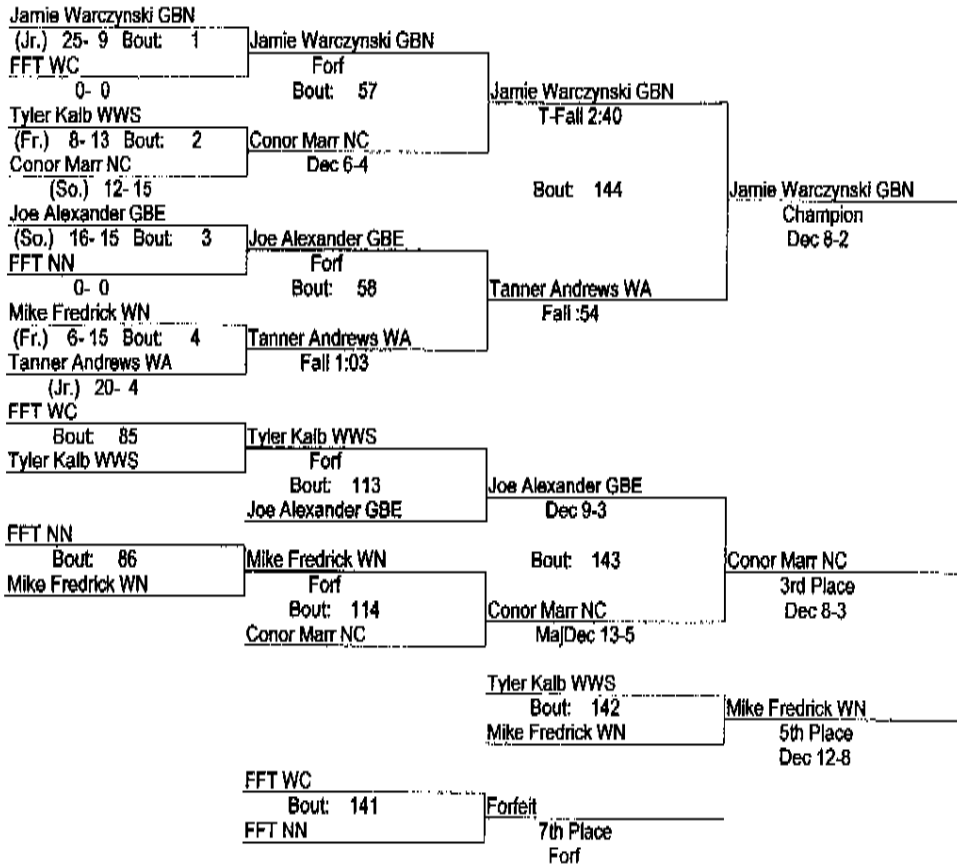 Jamie Warczynski GBN
(Jr.) 25- 9 Bout: 1
FFT WC
0- 0
Tyler Kalb WWS
(Fr.) 8- 13 Bout: 2
Conor Marr NC
(So.) 12- 15
Joe Alexander GBE
(So.) 16- 15 Bout: 3
FFT NN
0- 0
Mike Fredrick WN
(Fr.) 6- 15 Bout: 4
Tanner Andrews WA
(Jr.) 20- 4
Jamie Warczynski GBN
Forf
Bout: 57
Conor Marr NC
Dec 6-4
Joe Alexander GBE
Forf
Bout: 58
Tanner Andrews WA
Fall 1:03
Jamie Warczynski GBN
T-Fall 2:40
Bout: 144
Tanner Andrews WA
Fall :54
Jamie Warczynski GBN
Champion
Dec 8-2
FFT WC
Bout: 85
Tyler Kalb WWS
FFT NN
Bout: 86
Mike Fredrick WN
Tyler Kalb WWS
Forf
Bout: 113
Joe Alexander GBE
Mike Fredrick WN
Forf
Bout: 114
Conor Marr NC
Joe Alexander GBE
Dec 9-3
Bout: 143
Conor Marr NC
MajDec 13-5
Conor Marr NC
3rd Place
Dec 8-3
Tyler Kalb WWS
Bout: 142
Mike Fredrick WN
Mike Fredrick WN
5th Place
Dec 12-8
FFT WC
Bout: 141
FFT NN
Forfeit
7th Place
Forf